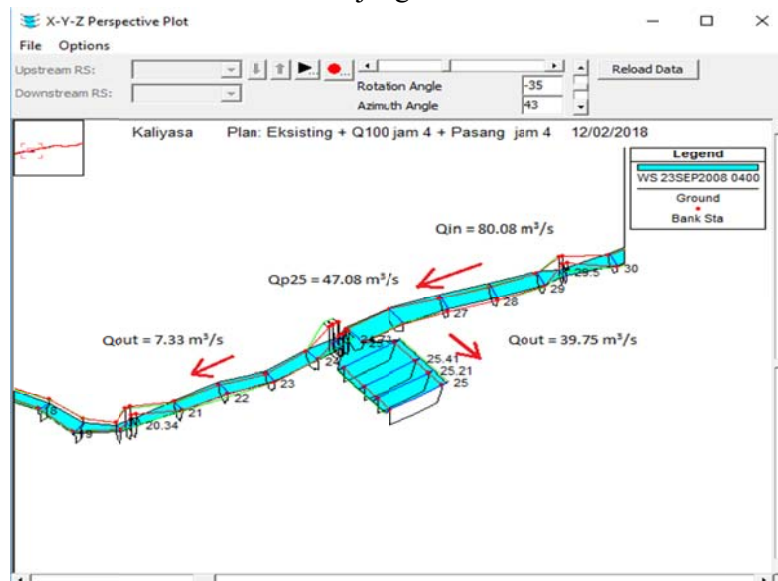 X-Y-Z Perspective Plot
File Options
Upstream RS:
Downstream RS:
Reload Data
Rotation Angle -35
Azimuth Angle 43
Kaliyasa Plan: Eksisting + Q100 jam 4 + Pasang jam 4 12/02/2018
Legend
WS 23SEP2008 0400
Ground
Bank Sta
Qin = 80.08 m³/s
Qp25 = 47.08 m³/s
Qout = 7.33 m³/s
Qout = 39.75 m³/s
30
29.5
29
28
27
25.41
25.21
25
24
23
22
21
20.34
19